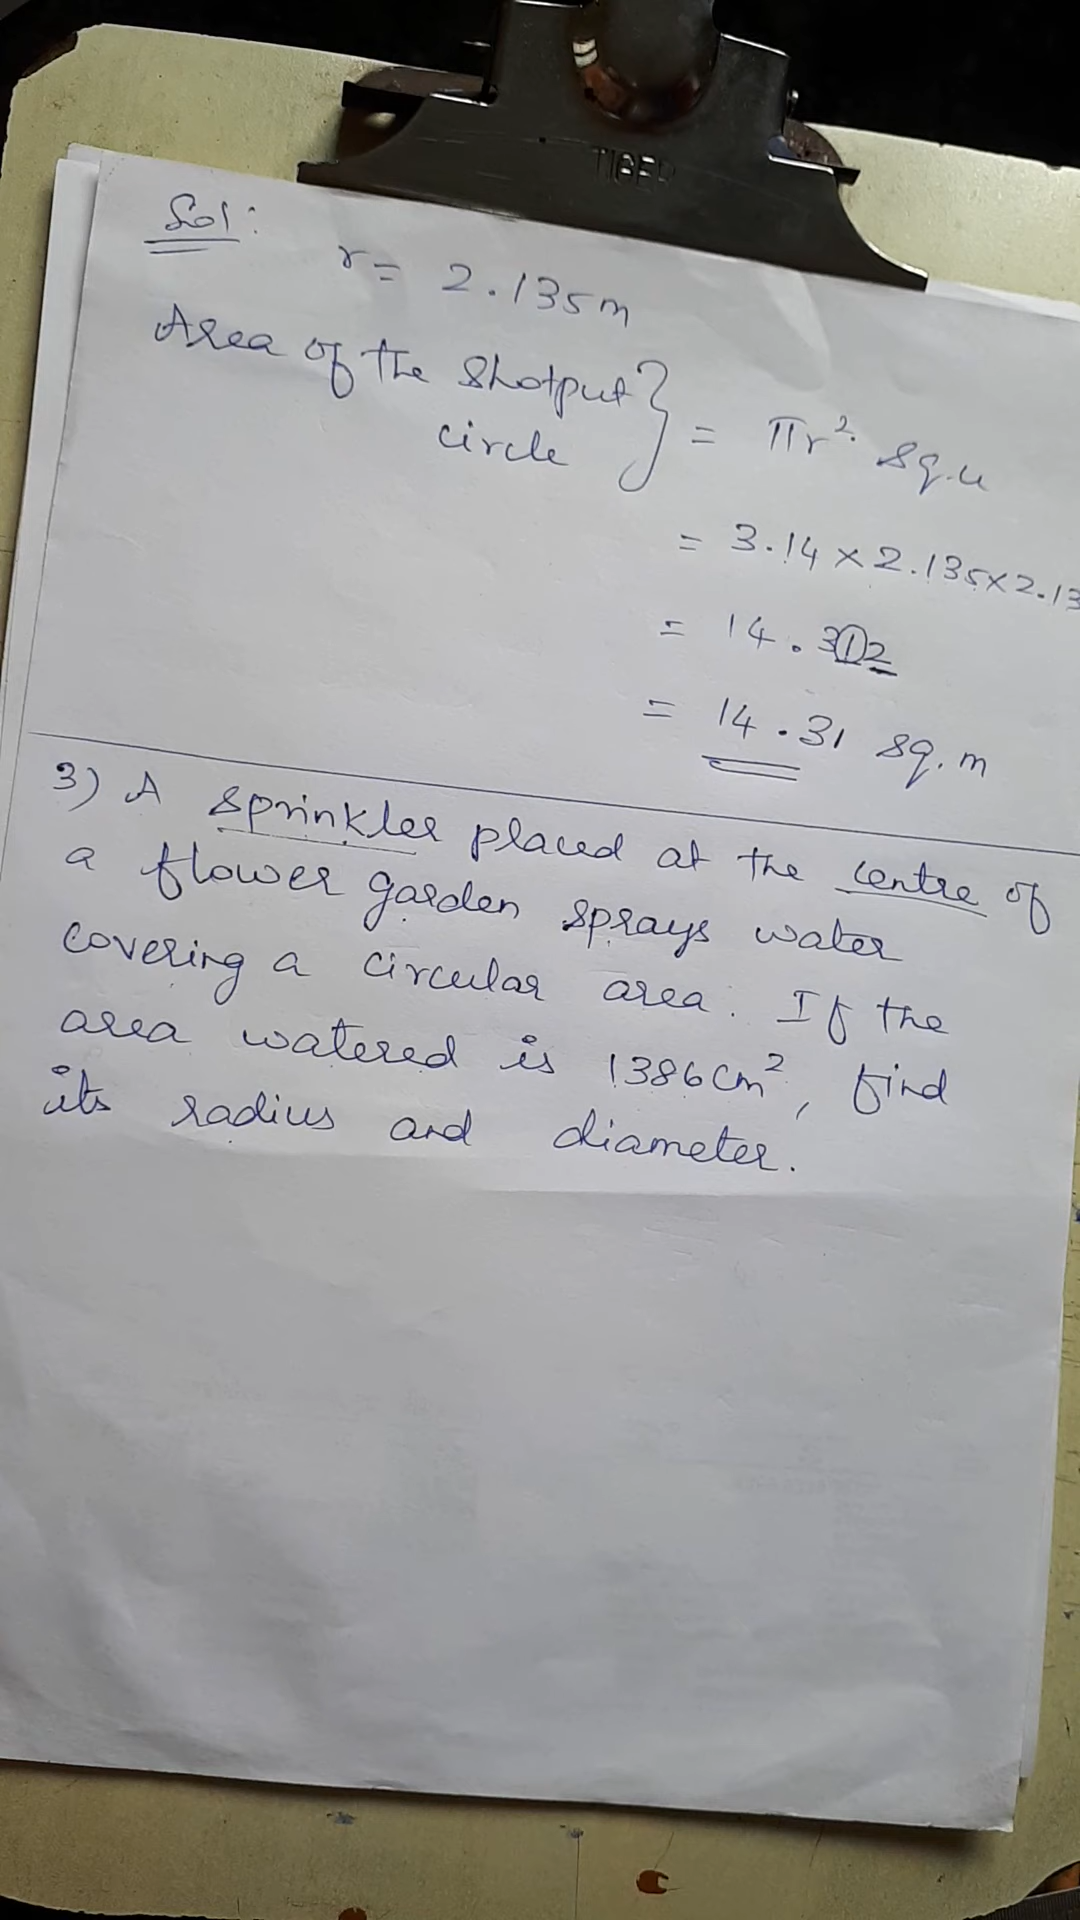 TIGER
Sol:
r = 2.135m
Area of the Shotput } = πr² sq.u
circle
= 3.14 × 2.135 × 2.13
= 14.312
= 14.31 sq.m
3) A sprinkler placed at the centre of
a flower garden sprays water
covering a circular area. If the
area watered is 1386cm², find
its radius and diameter.